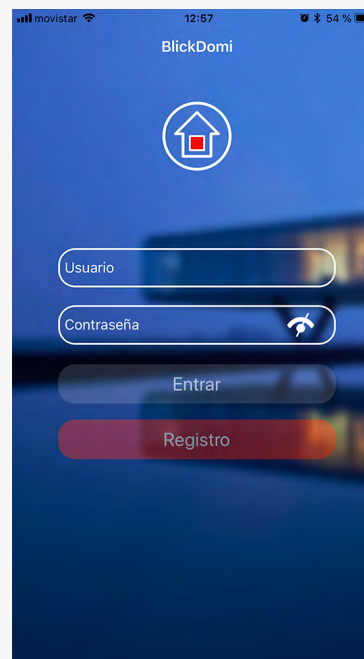 movistar 12:57 54 %
BlickDomi
Usuario
Contraseña
Entrar
Registro